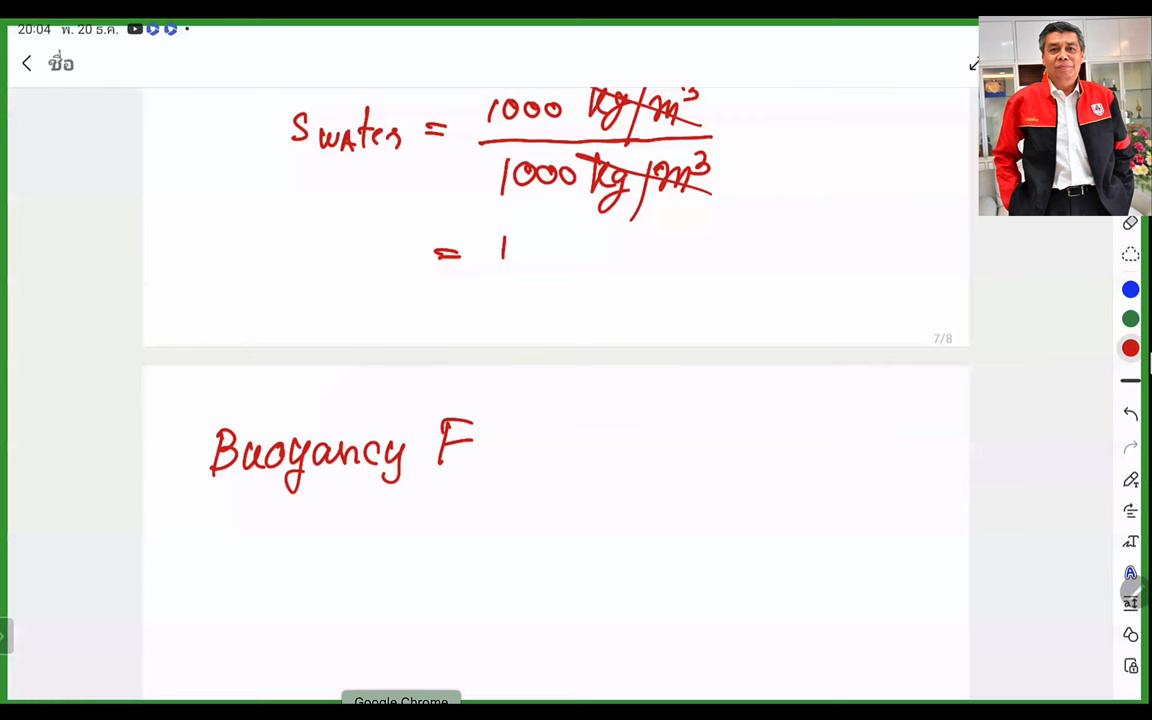 20:04 พ. 20 ธ.ค.
ชื่อ
S WAter = 1000 kg/m³
1000 kg/m³
= 1
7/8
Buoyancy F
Google Chrome